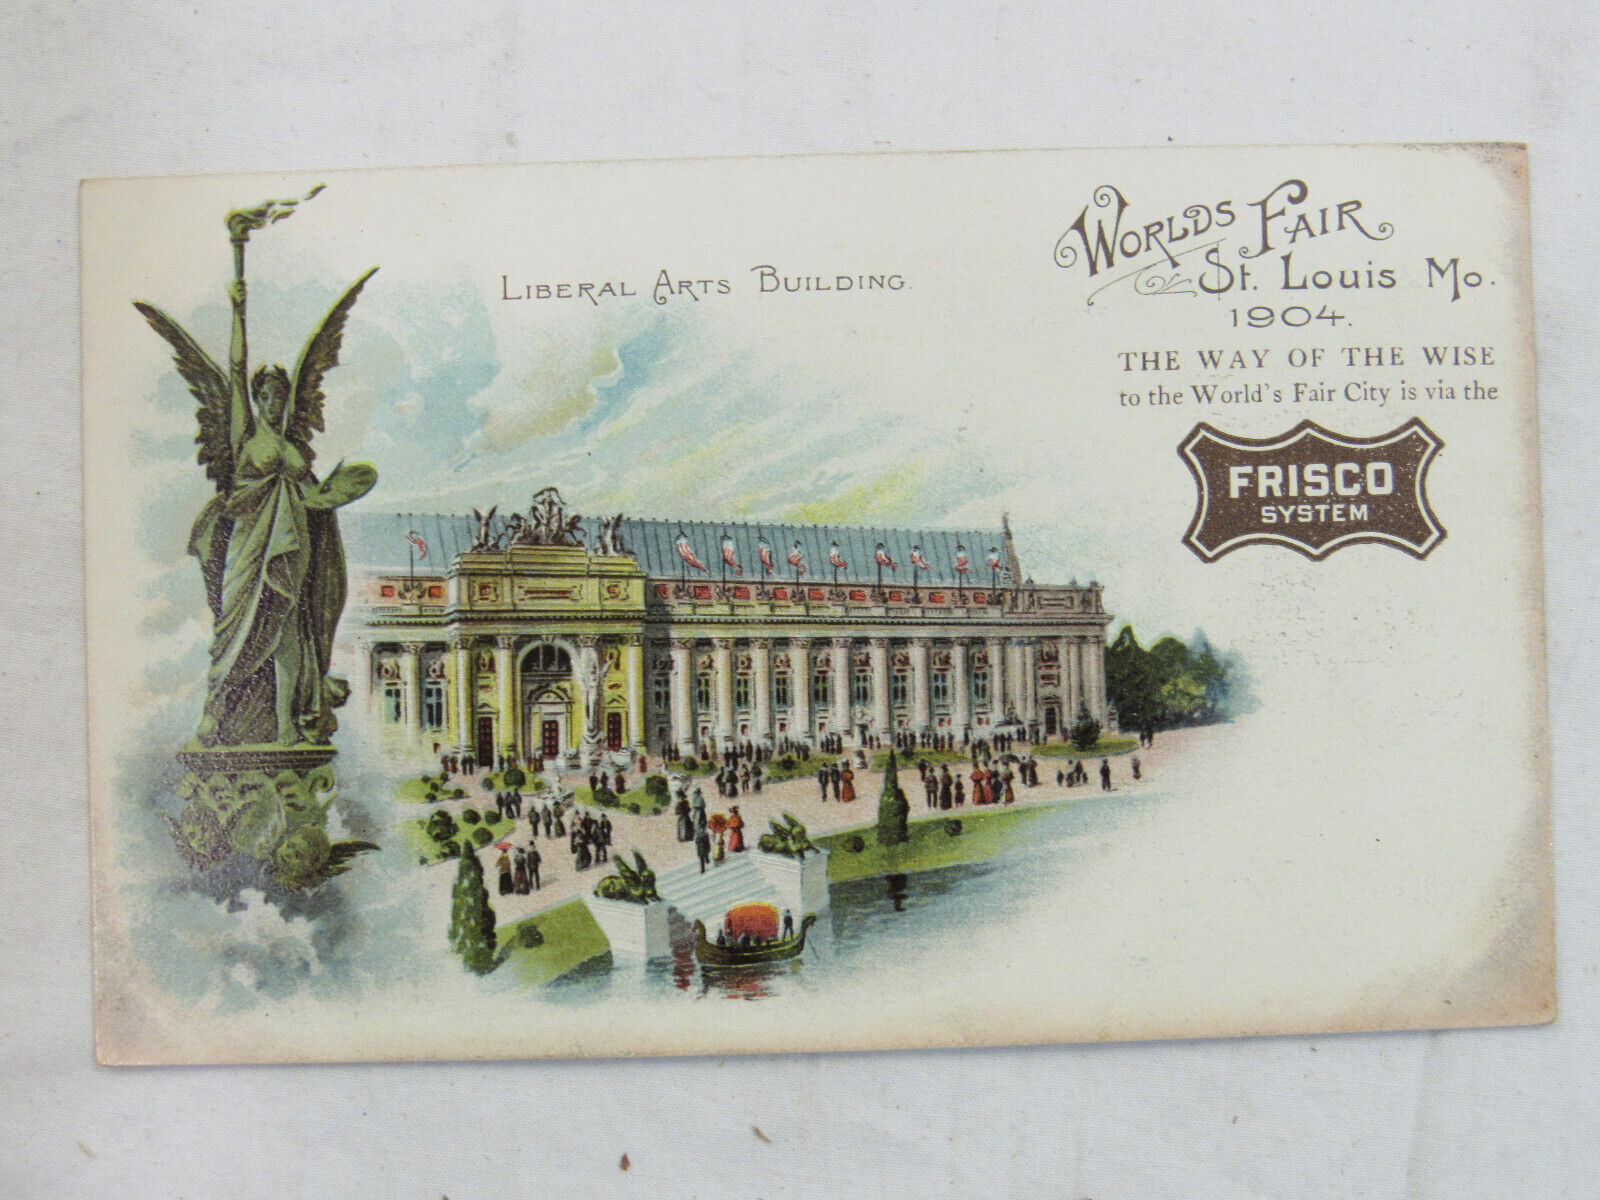 LIBERAL ARTS BUILDING.
WORLDS FAIR
St. Louis Mo.
1904.
THE WAY OF THE WISE
to the World's Fair City is via the
FRISCO
SYSTEM